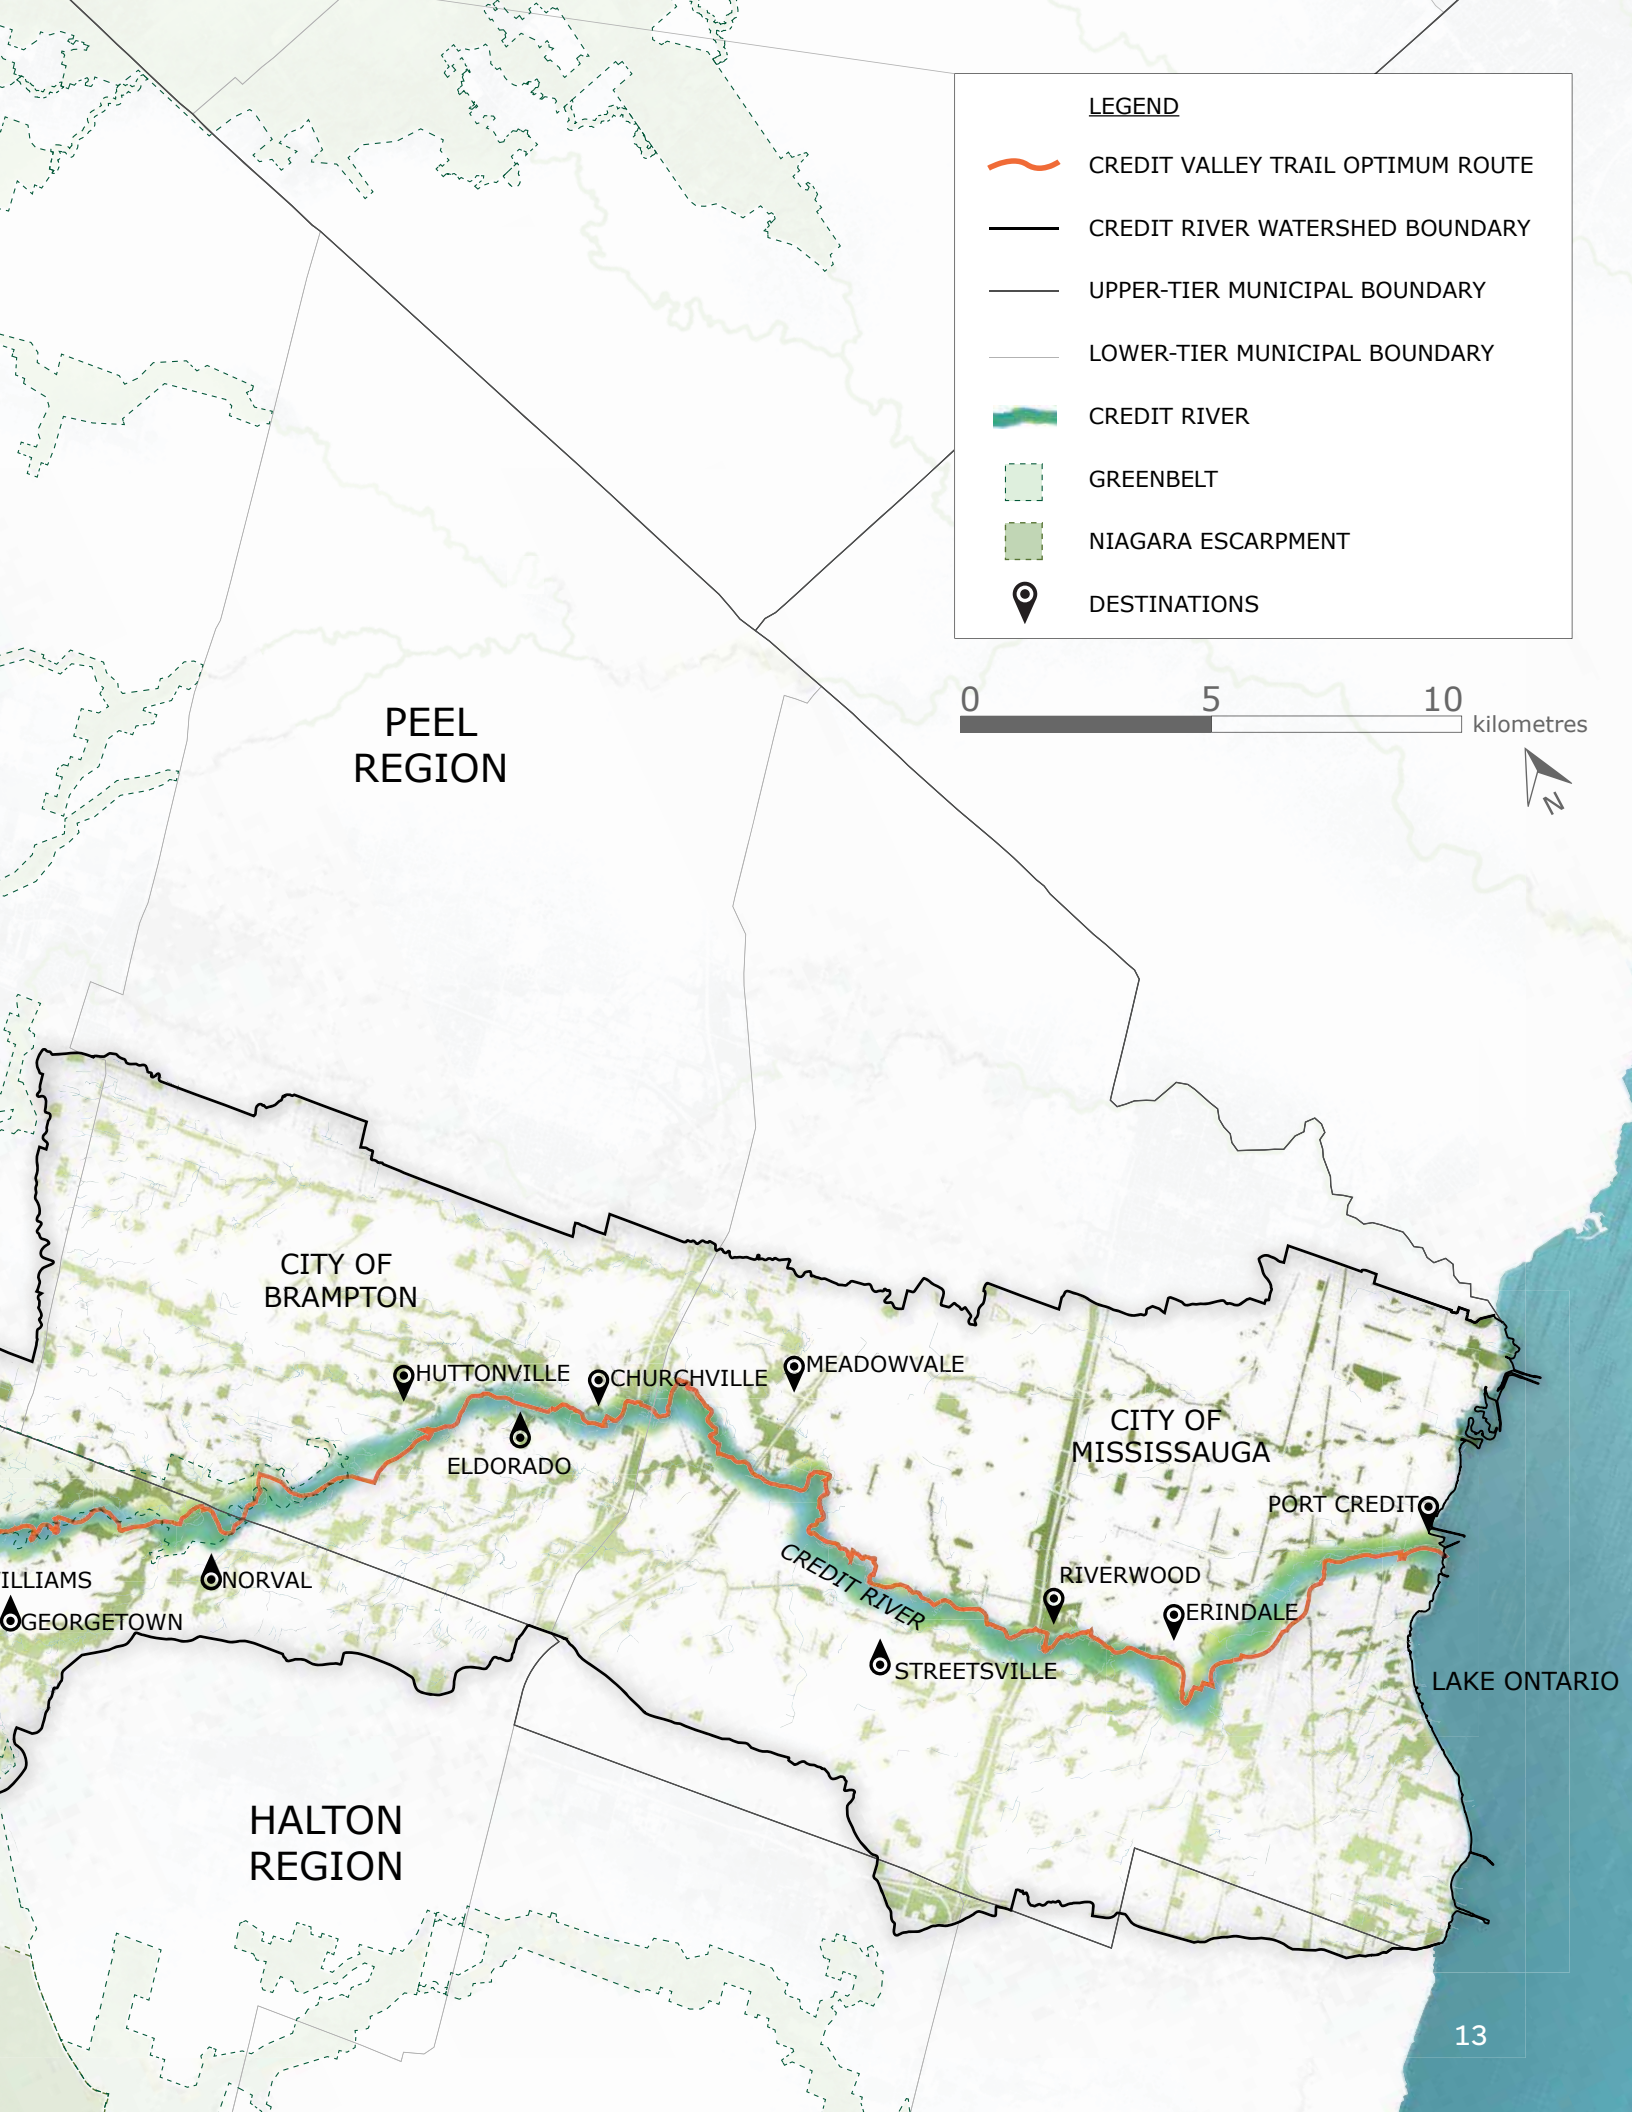 LEGEND
CREDIT VALLEY TRAIL OPTIMUM ROUTE
CREDIT RIVER WATERSHED BOUNDARY
UPPER-TIER MUNICIPAL BOUNDARY
LOWER-TIER MUNICIPAL BOUNDARY
CREDIT RIVER
GREENBELT
NIAGARA ESCARPMENT
DESTINATIONS
0 5 10
kilometres
N
PEEL
REGION
CITY OF
BRAMPTON
HUTTONVILLE
CHURCHVILLE
MEADOWVALE
ELDORADO
CITY OF
MISSISSAUGA
PORT CREDIT
CREDIT RIVER
RIVERWOOD
ERINDALE
ILLIAMS
NORVAL
GEORGETOWN
STREETSVILLE
LAKE ONTARIO
HALTON
REGION
13